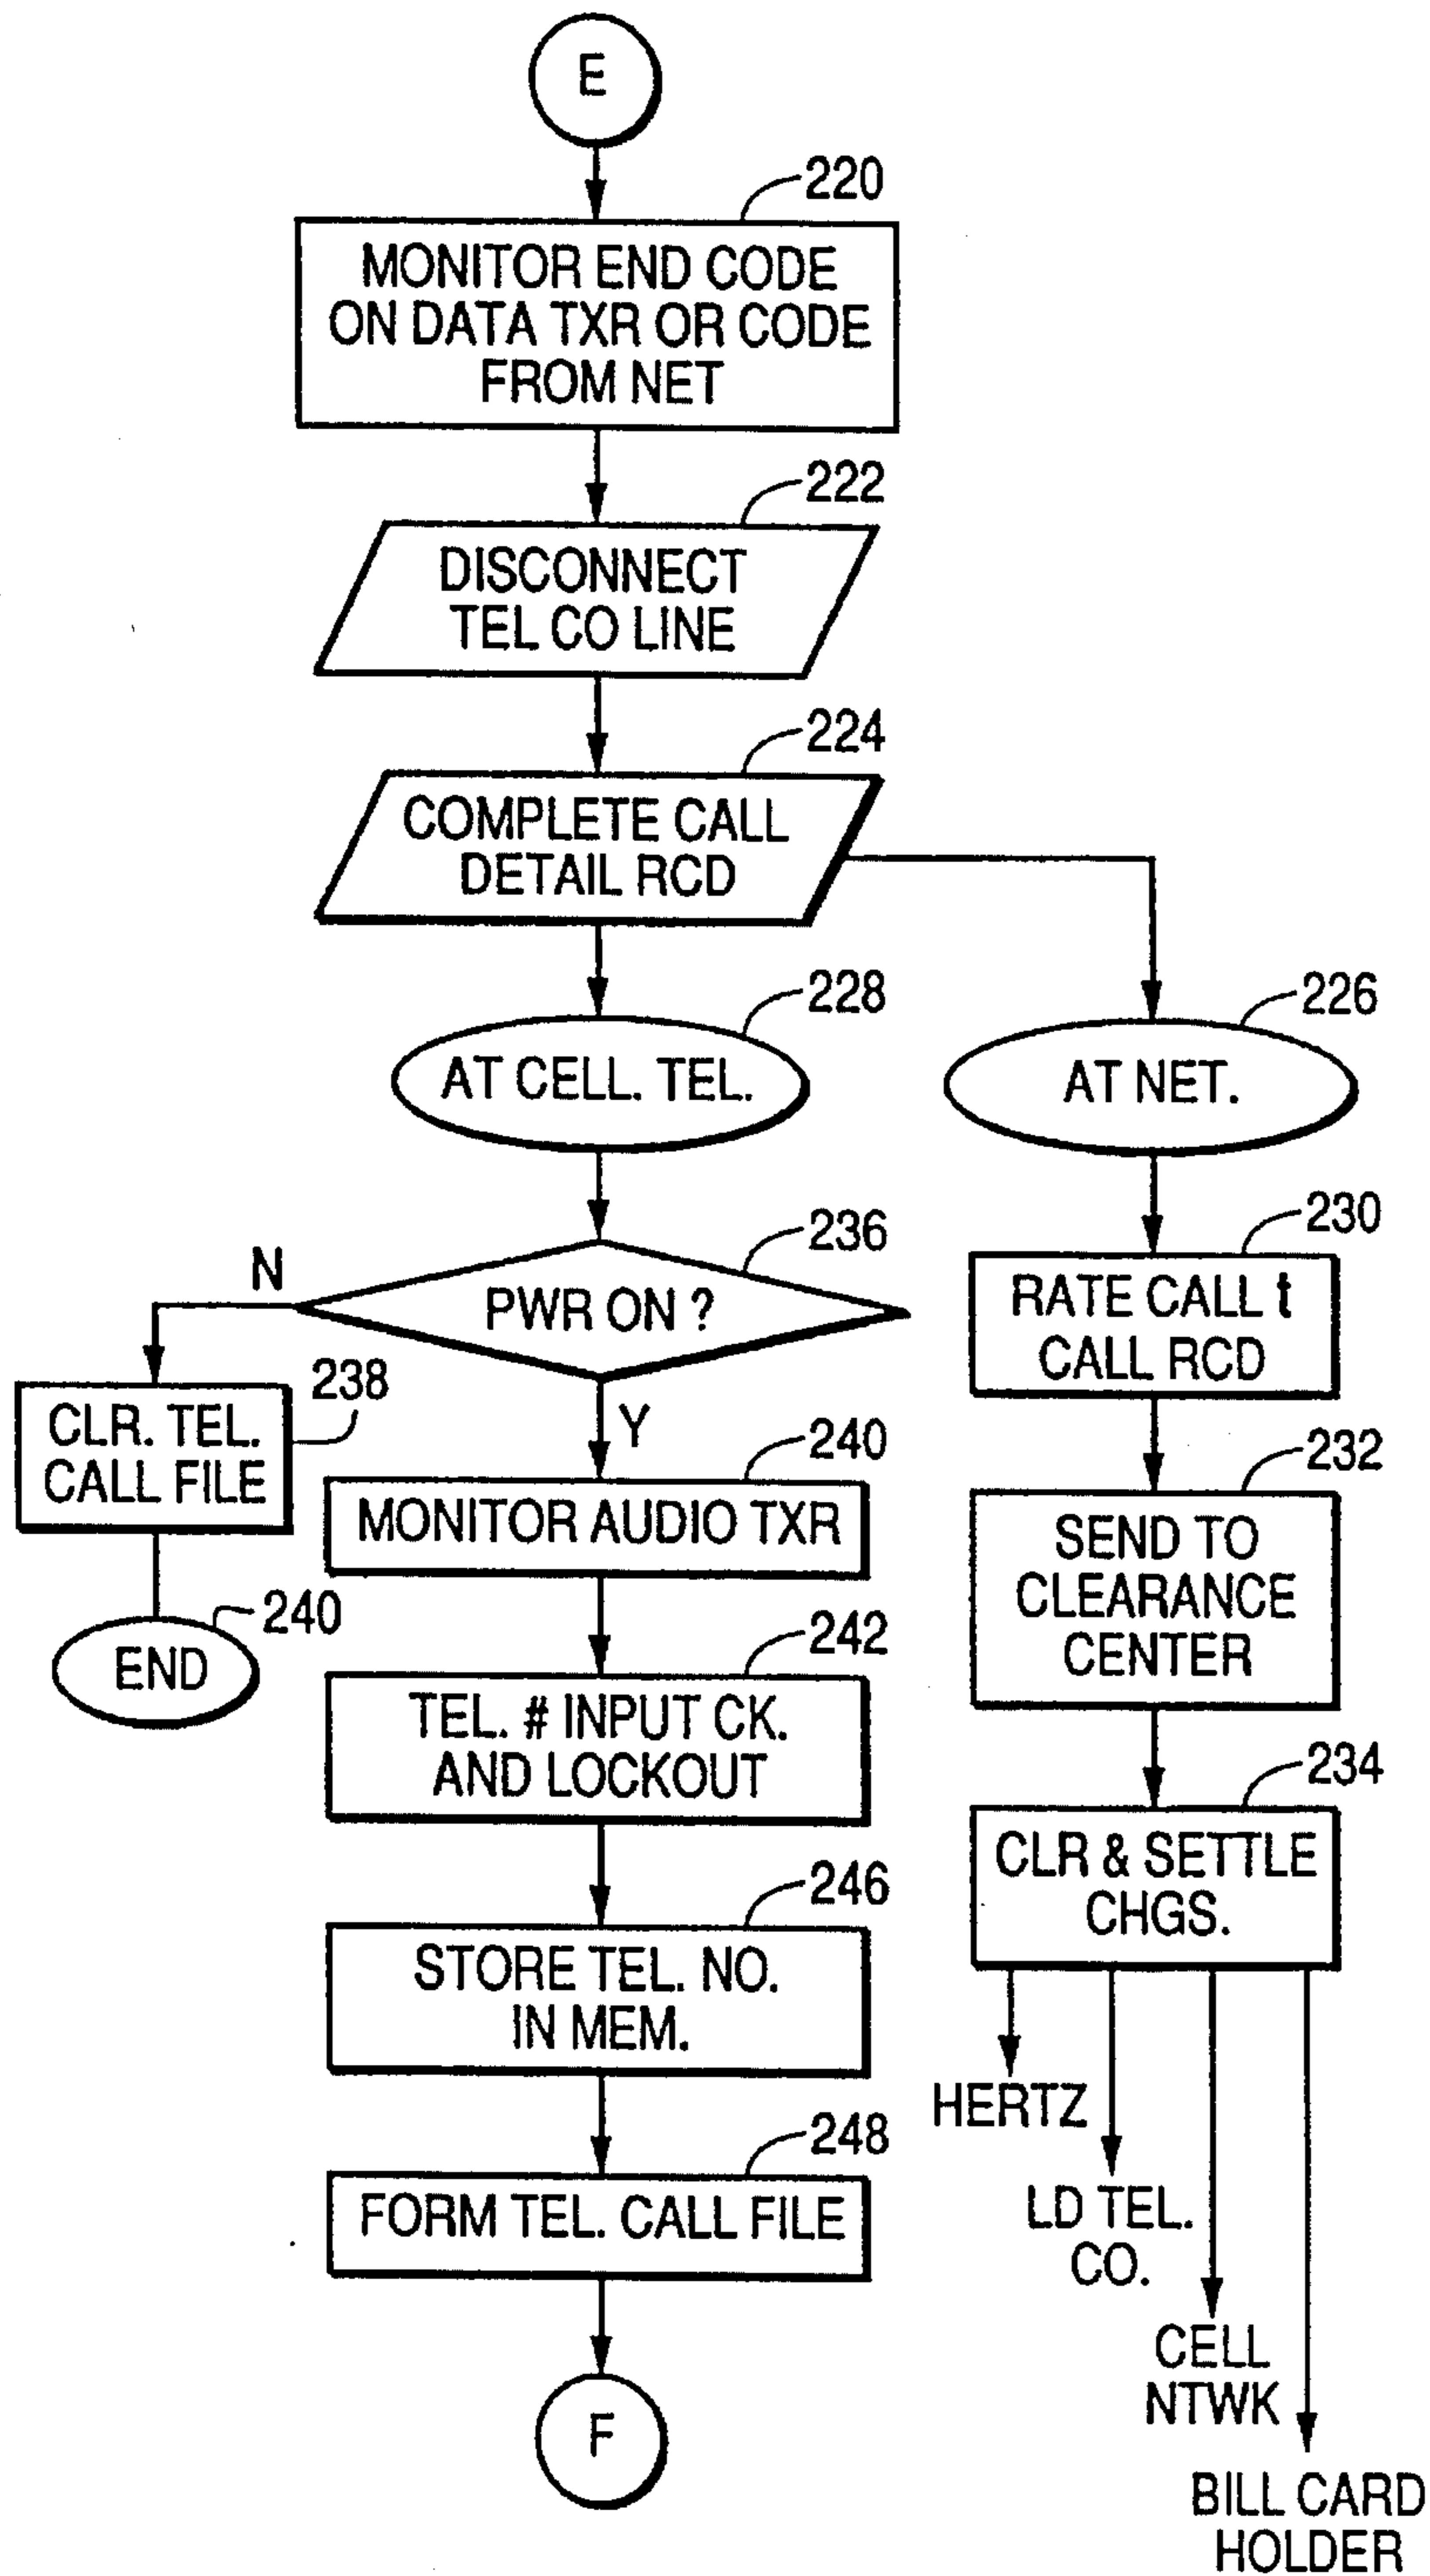 E
220
MONITOR END CODE
ON DATA TXR OR CODE
FROM NET
222
DISCONNECT
TEL CO LINE
224
COMPLETE CALL
DETAIL RCD
228
AT CELL. TEL.
226
AT NET.
236
PWR ON ?
N
Y
238
CLR. TEL.
CALL FILE
240
END
240
MONITOR AUDIO TXR
242
TEL. # INPUT CK.
AND LOCKOUT
246
STORE TEL. NO.
IN MEM.
248
FORM TEL. CALL FILE
F
230
RATE CALL t
CALL RCD
232
SEND TO
CLEARANCE
CENTER
234
CLR & SETTLE
CHGS.
HERTZ
LD TEL.
CO.
CELL
NTWK
BILL CARD
HOLDER